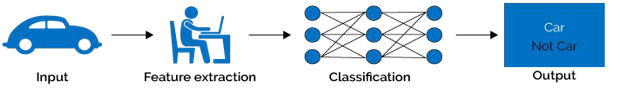 Car
Not Car
Input
Feature extraction
Classification
Output